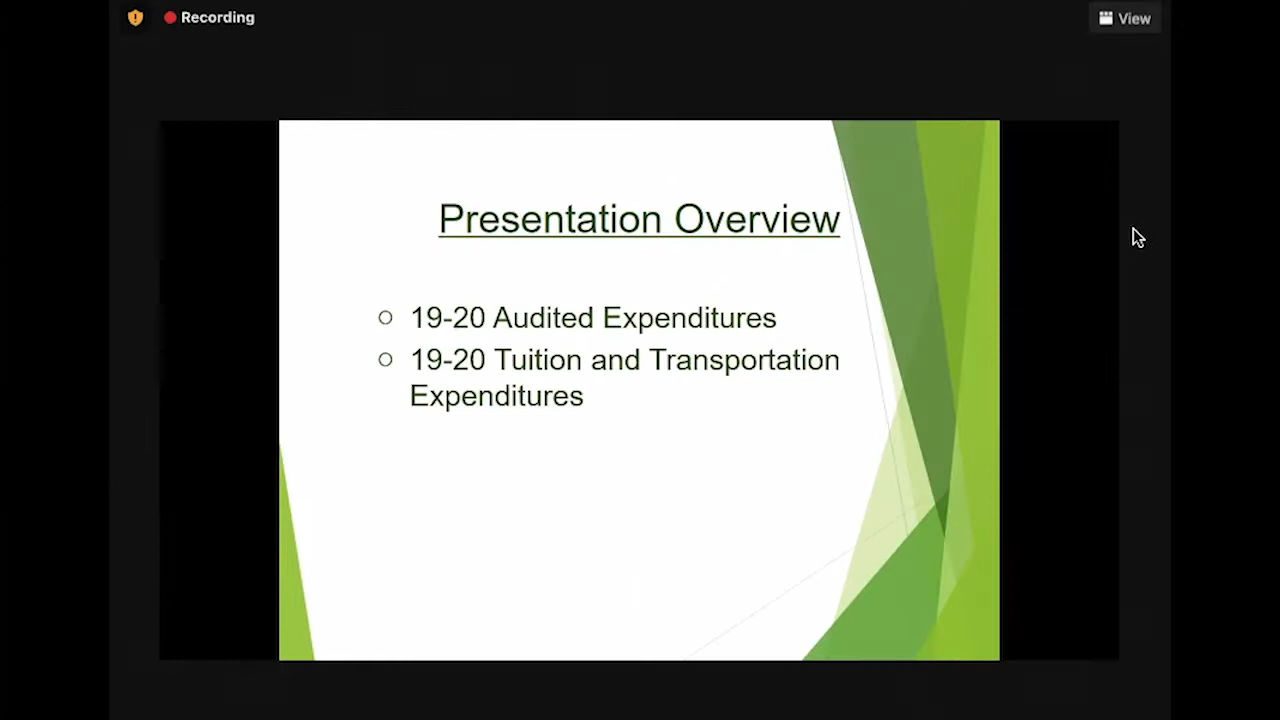 Recording
View
Presentation Overview
19-20 Audited Expenditures
19-20 Tuition and Transportation
Expenditures